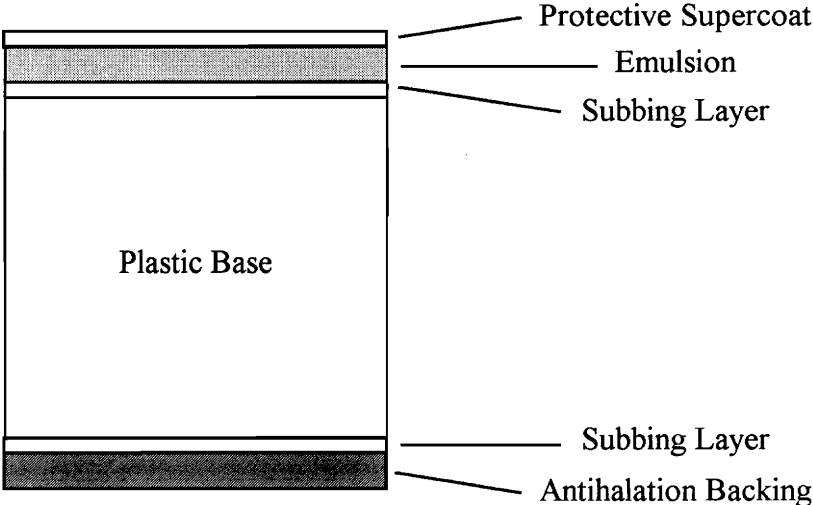 Protective Supercoat
Emulsion
Subbing Layer
Plastic Base
Subbing Layer
Antihalation Backing